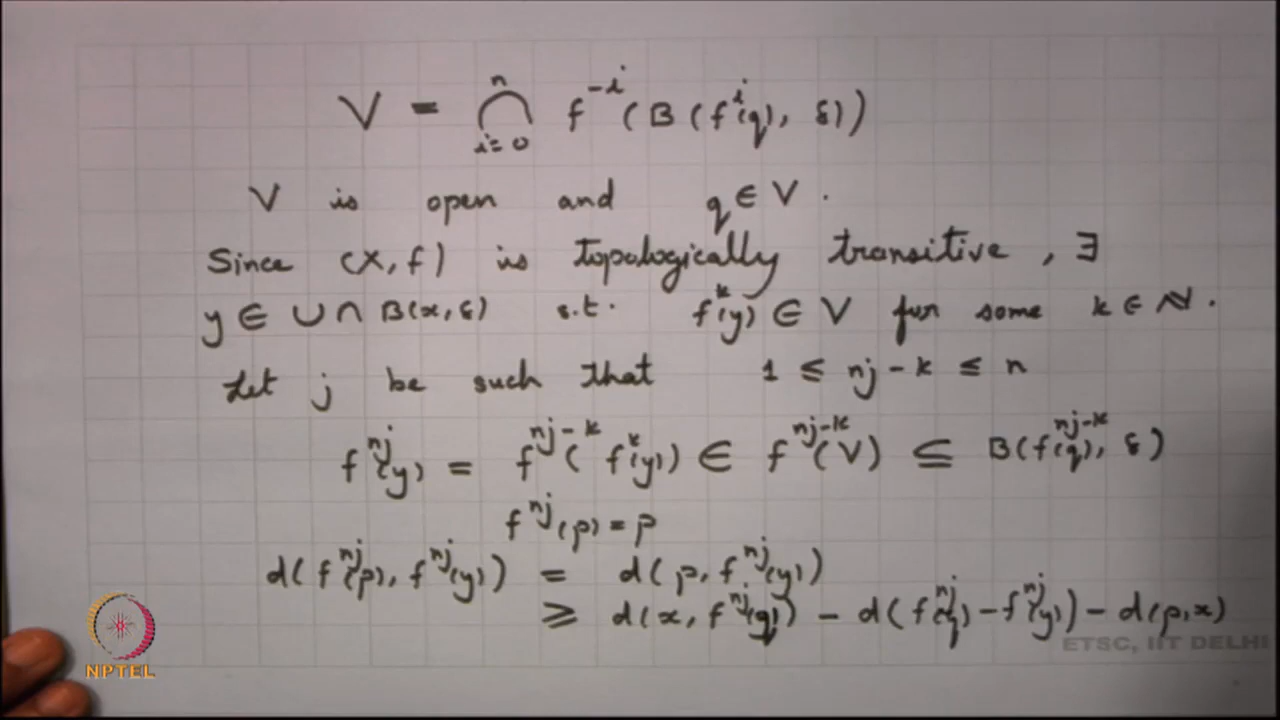 V = ⋂_{i=0}^{n} f^{-i}(B(f^i(q), δ))
V is open and q ∈ V.
Since (X, f) is topologically transitive, ∃
y ∈ U ∩ B(x, δ) s.t. f^k(y) ∈ V for some k ∈ N.
Let j be such that 1 ≤ nj - k ≤ n
f^{nj}(y) = f^{nj-k}(f^k(y)) ∈ f^{nj-k}(V) ⊆ B(f^{nj-k}(q), δ)
f^{nj}(p) = p
d(f^{nj}(p), f^{nj}(y)) = d(p, f^{nj}(y))
≥ d(x, f^{nj}(q)) - d(f^{nj}(q) - f^{nj}(y)) - d(p, x)
ETSC, IIT DELHI
NPTEL